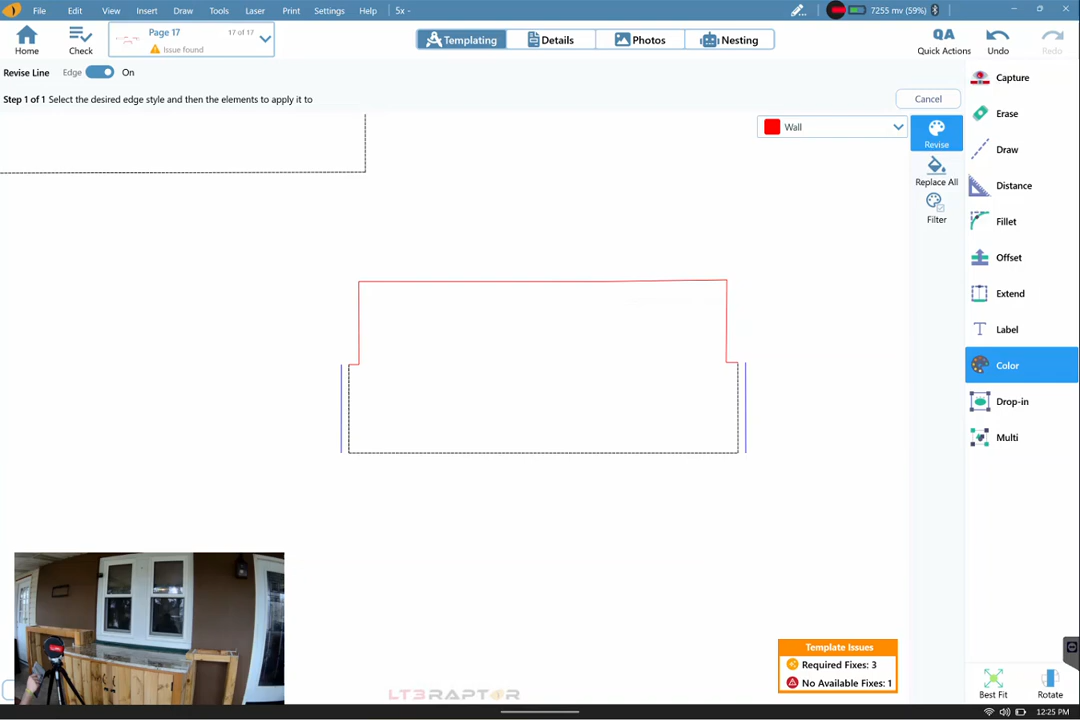 File Edit View Insert Draw Tools Laser Print Settings Help 5x - 7255 mv (59%)
Home
Check
Page 17
Issue found
17 of 17
Templating
Details
Photos
Nesting
Quick Actions
Undo
Redo
Revise Line Edge On
Step 1 of 1 Select the desired edge style and then the elements to apply it to
Cancel
Wall
Revise
Replace All
Filter
Capture
Erase
Draw
Distance
Fillet
Offset
Extend
Label
Color
Drop-in
Multi
Template Issues
Required Fixes: 3
No Available Fixes: 1
LT3RAPTOR
Best Fit
Rotate
12:25 PM